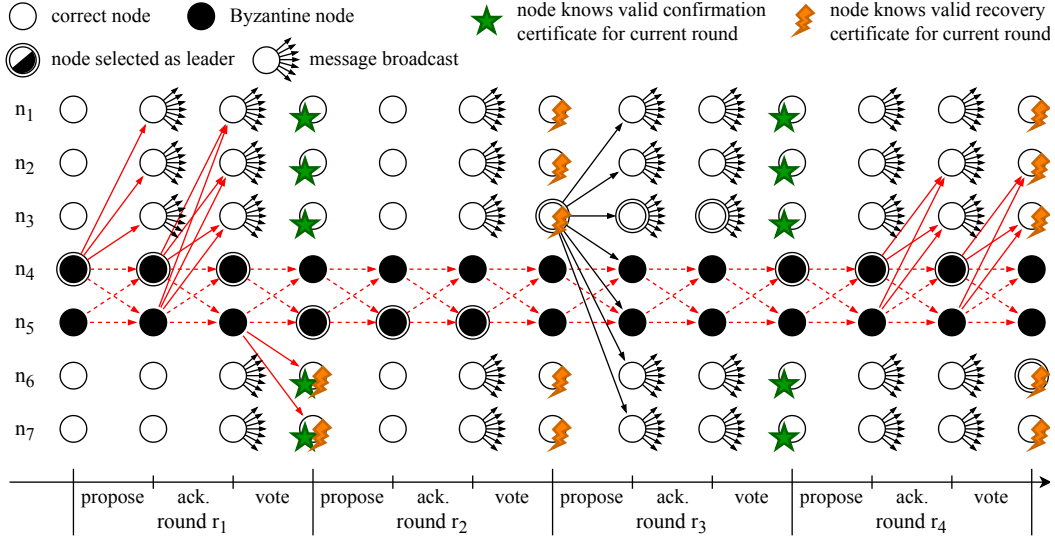 correct node
Byzantine node
node knows valid confirmation
certificate for current round
node knows valid recovery
certificate for current round
node selected as leader
message broadcast
n1
n2
n3
n4
n5
n6
n7
propose ack. vote propose ack. vote propose ack. vote propose ack. vote
round r1 round r2 round r3 round r4